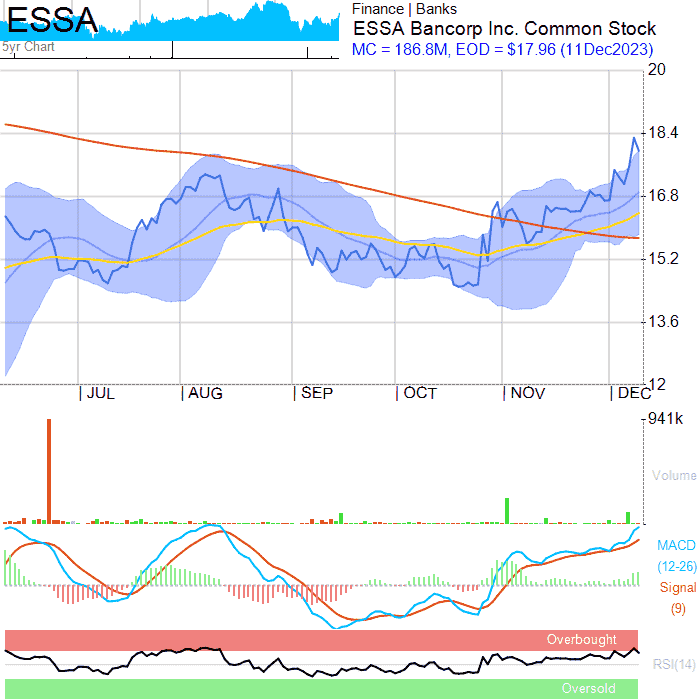 ESSA
5yr Chart
Finance | Banks
ESSA Bancorp Inc. Common Stock
MC = 186.8M, EOD = $17.96 (11Dec2023)
20
18.4
16.8
15.2
13.6
12
JUL AUG SEP OCT NOV DEC
941k
Volume
MACD
(12-26)
Signal
(9)
Overbought
RSI(14)
Oversold